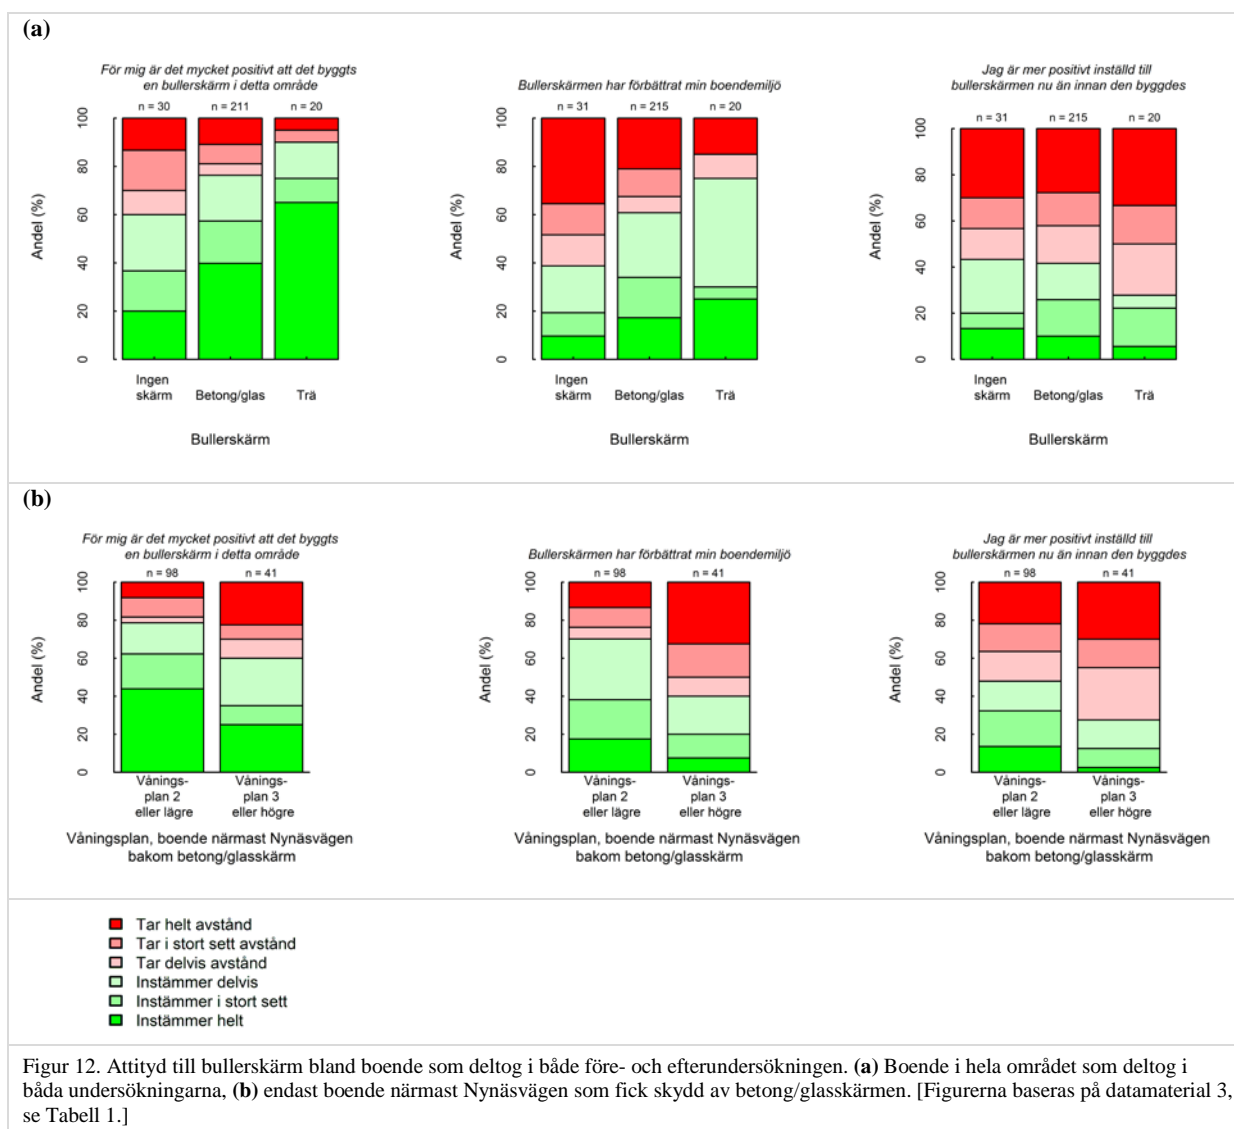 (a)
För mig är det mycket positivt att det byggts
en bullerskärm i detta område
n = 30 n = 211 n = 20
Andel (%)
0 20 40 60 80 100
Ingen
skärm Betong/glas Trä
Bullerskärm
Bullerskärmen har förbättrat min boendemiljö
n = 31 n = 215 n = 20
Andel (%)
0 20 40 60 80 100
Ingen
skärm Betong/glas Trä
Bullerskärm
Jag är mer positivt inställd till
bullerskärmen nu än innan den byggdes
n = 31 n = 215 n = 20
Andel (%)
0 20 40 60 80 100
Ingen
skärm Betong/glas Trä
Bullerskärm
(b)
För mig är det mycket positivt att det byggts
en bullerskärm i detta område
n = 98 n = 41
Andel (%)
0 20 40 60 80 100
Vånings- Vånings-
plan 2 plan 3
eller lägre eller högre
Våningsplan, boende närmast Nynäsvägen
bakom betong/glasskärm
Bullerskärmen har förbättrat min boendemiljö
n = 98 n = 41
Andel (%)
0 20 40 60 80 100
Vånings- Vånings-
plan 2 plan 3
eller lägre eller högre
Våningsplan, boende närmast Nynäsvägen
bakom betong/glasskärm
Jag är mer positivt inställd till
bullerskärmen nu än innan den byggdes
n = 98 n = 41
Andel (%)
0 20 40 60 80 100
Vånings- Vånings-
plan 2 plan 3
eller lägre eller högre
Våningsplan, boende närmast Nynäsvägen
bakom betong/glasskärm
Tar helt avstånd
Tar i stort sett avstånd
Tar delvis avstånd
Instämmer delvis
Instämmer i stort sett
Instämmer helt
Figur 12. Attityd till bullerskärm bland boende som deltog i både före- och efterundersökningen. (a) Boende i hela området som deltog i
båda undersökningarna, (b) endast boende närmast Nynäsvägen som fick skydd av betong/glasskärmen. [Figurerna baseras på datamaterial 3,
se Tabell 1.]